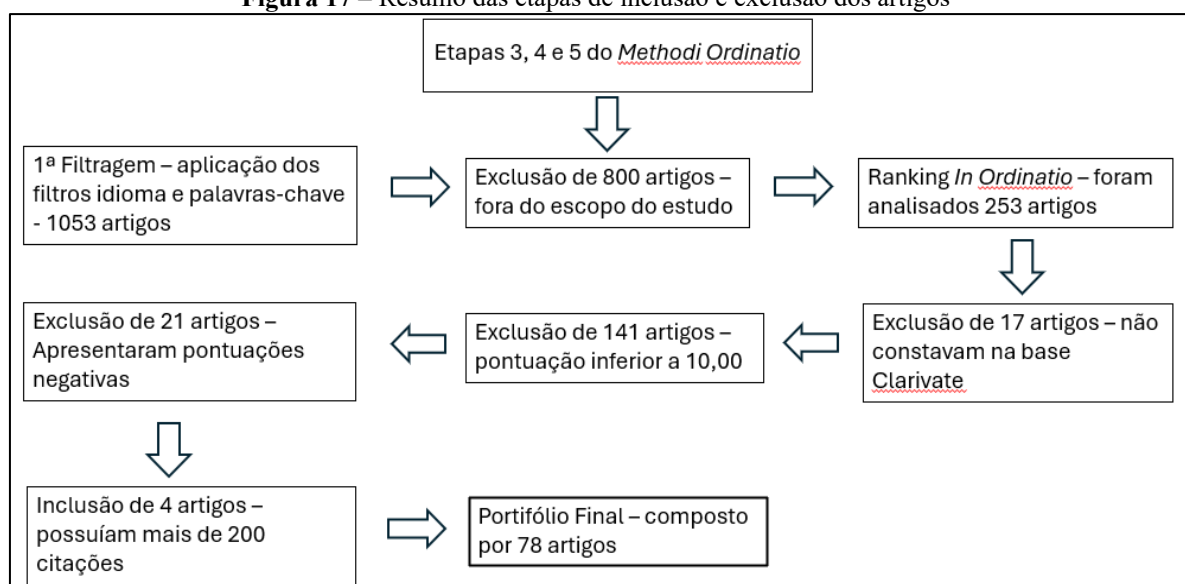 Figura 17 – Resumo das etapas de inclusão e exclusão dos artigos
Etapas 3, 4 e 5 do Methodi Ordinatio
1ª Filtragem – aplicação dos
filtros idioma e palavras-chave
- 1053 artigos
Exclusão de 800 artigos –
fora do escopo do estudo
Ranking In Ordinatio – foram
analisados 253 artigos
Exclusão de 17 artigos – não
constavam na base
Clarivate
Exclusão de 141 artigos –
pontuação inferior a 10,00
Exclusão de 21 artigos –
Apresentaram pontuações
negativas
Inclusão de 4 artigos –
possuíam mais de 200
citações
Portifólio Final – composto
por 78 artigos